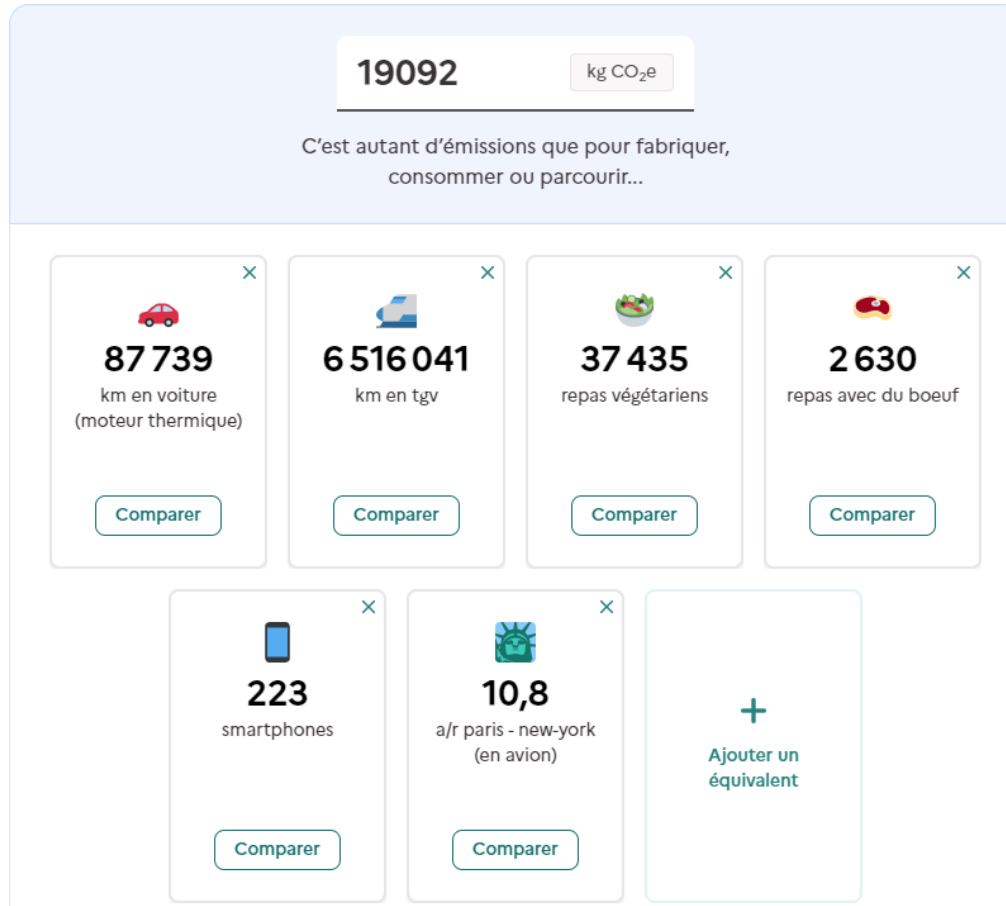 19092
kg CO₂e
C’est autant d’émissions que pour fabriquer,
consommer ou parcourir...
87 739
km en voiture
(moteur thermique)
Comparer
6 516 041
km en tgv
Comparer
37 435
repas végétariens
Comparer
2 630
repas avec du boeuf
Comparer
223
smartphones
Comparer
10,8
a/r paris - new-york
(en avion)
Comparer
Ajouter un
équivalent